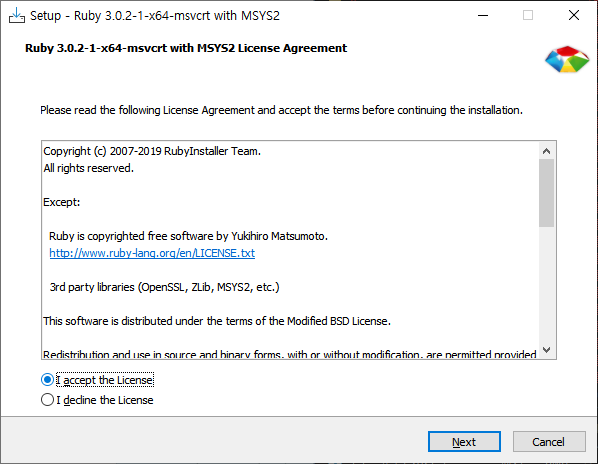 Setup - Ruby 3.0.2-1-x64-msvcrt with MSYS2
Ruby 3.0.2-1-x64-msvcrt with MSYS2 License Agreement
Please read the following License Agreement and accept the terms before continuing the installation.
Copyright (c) 2007-2019 RubyInstaller Team.
All rights reserved.
Except:
Ruby is copyrighted free software by Yukihiro Matsumoto.
http://www.ruby-lang.org/en/LICENSE.txt
3rd party libraries (OpenSSL, ZLib, MSYS2, etc.)
This software is distributed under the terms of the Modified BSD License.
Redistribution and use in source and binary forms, with or without modification, are permitted provided
I accept the License
I decline the License
Next
Cancel